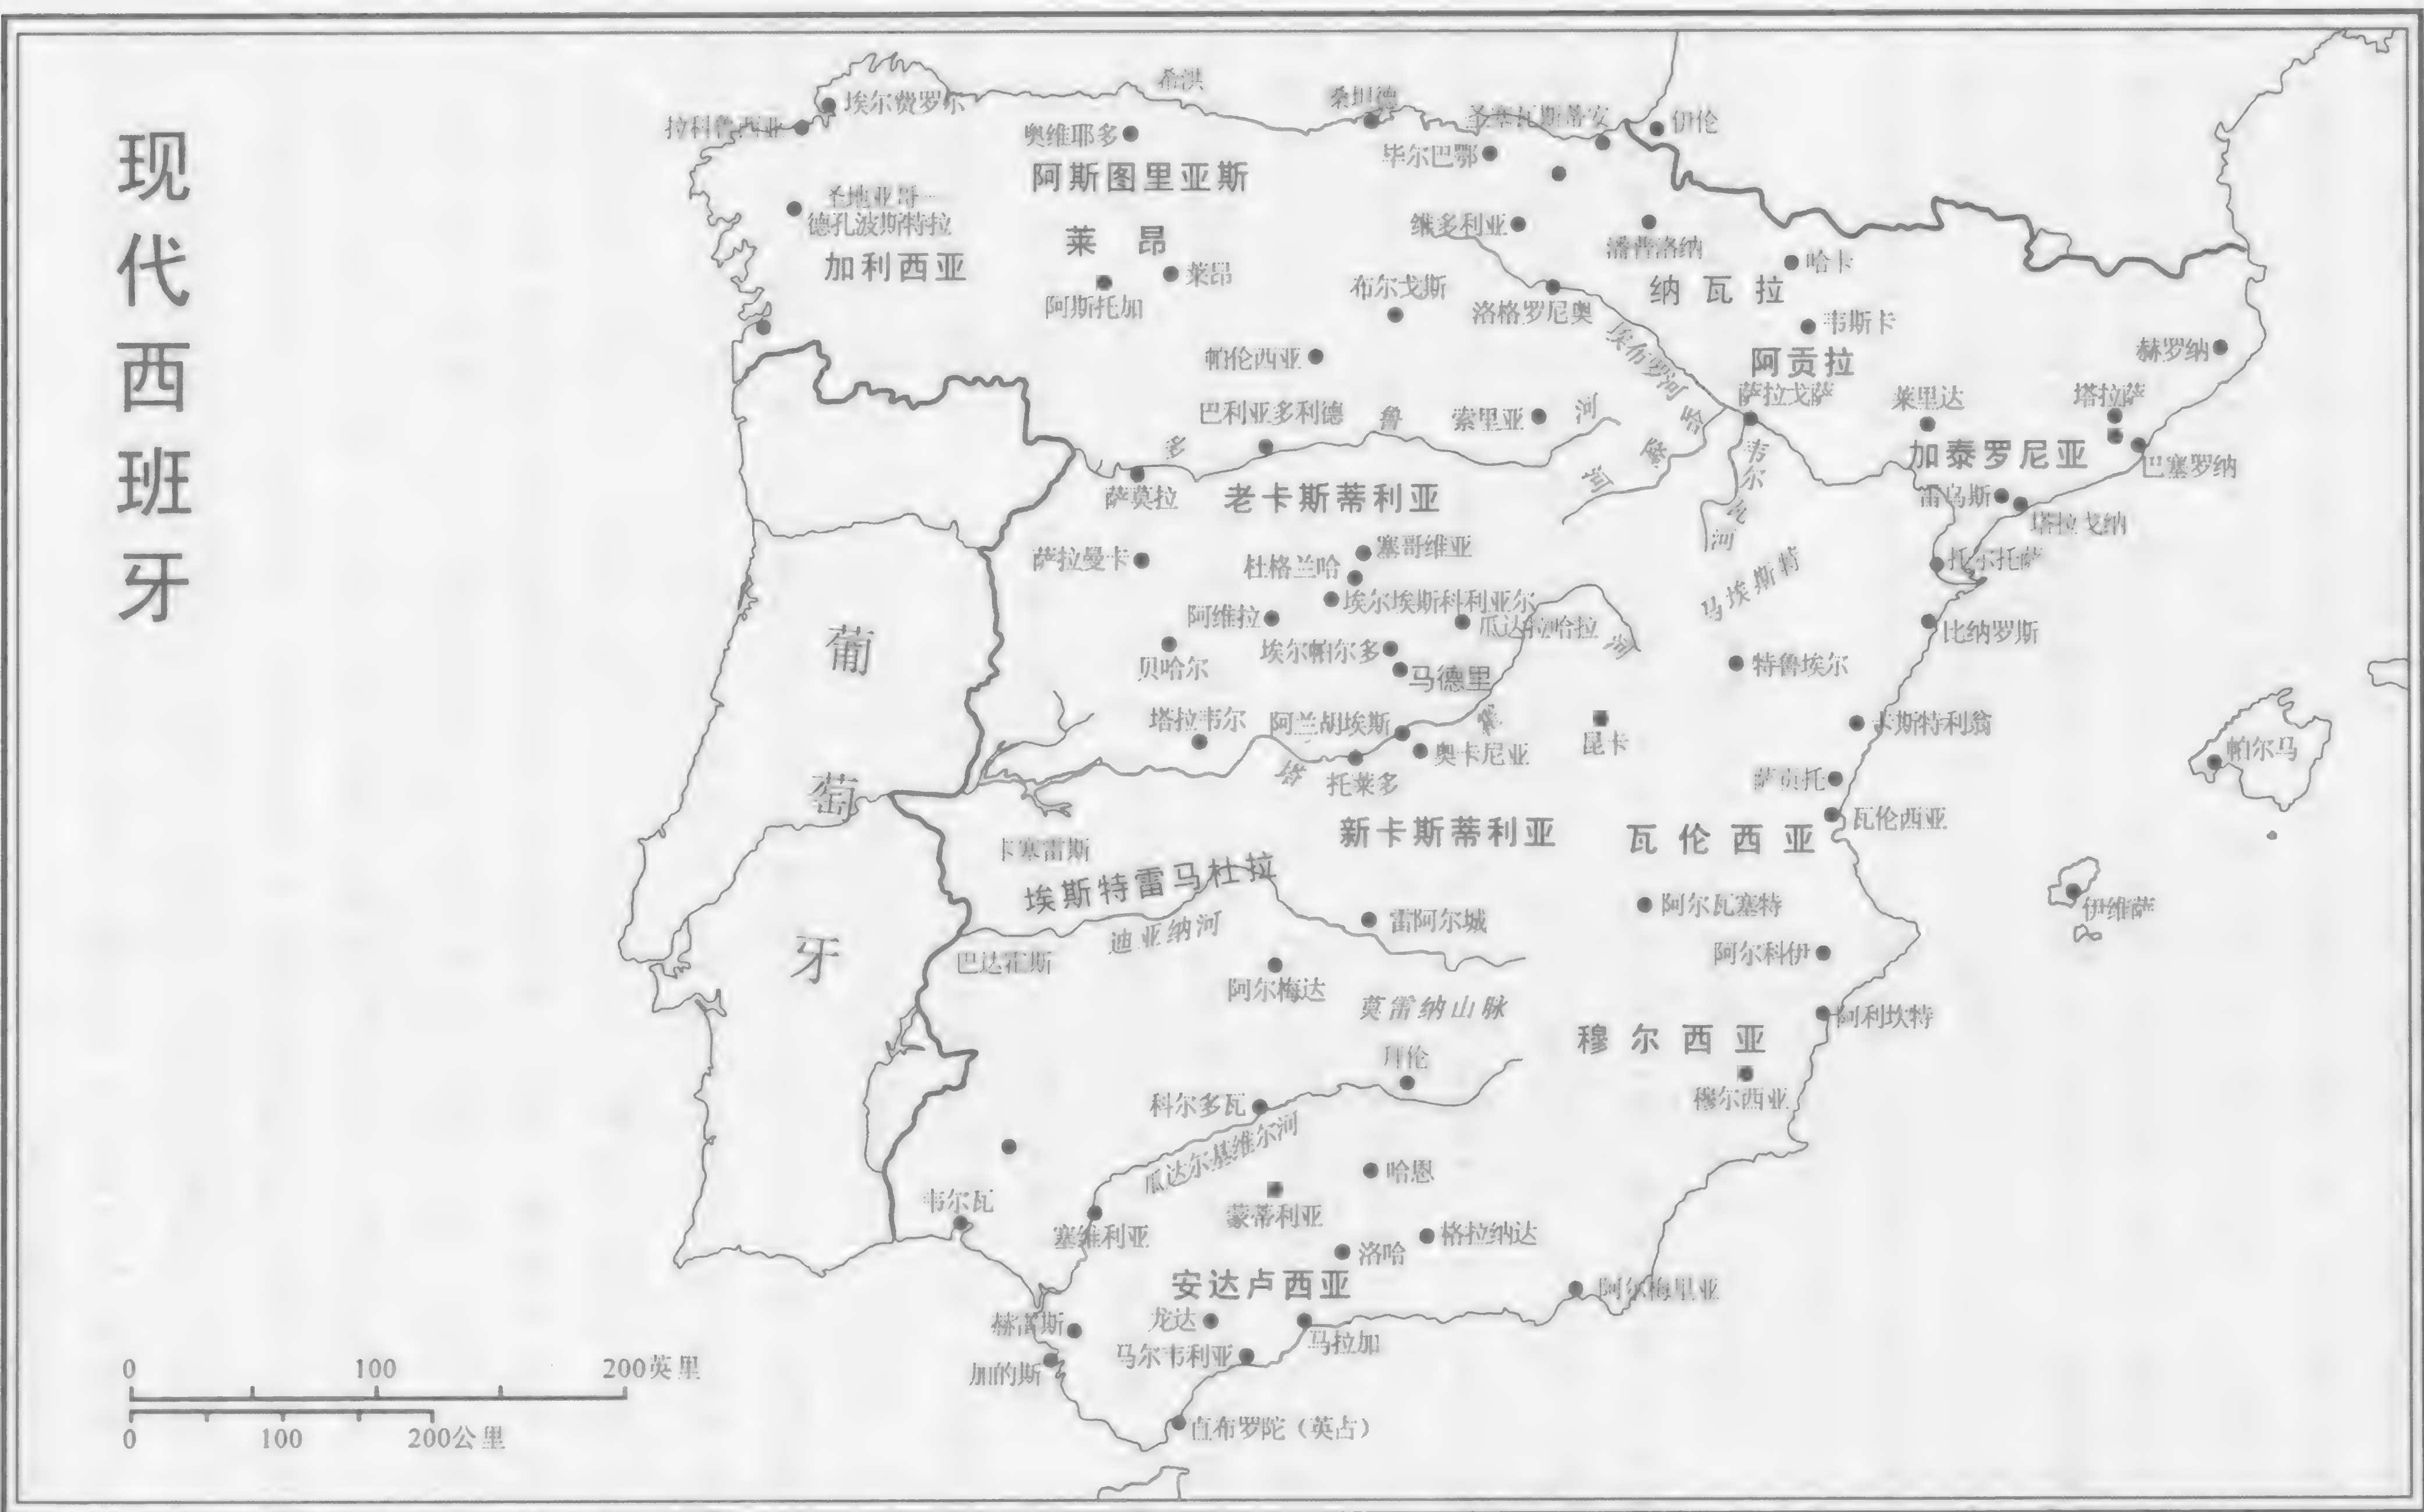 现代西班牙
希洪
桑坦德
埃尔费罗尔
拉科鲁西亚
圣塞瓦斯蒂安
伊伦
奥维耶多
毕尔巴鄂
阿斯图里亚斯
圣地亚哥—
德孔波斯特拉
维多利亚
潘普洛纳
莱昂
加利西亚
哈卡
莱昂
纳瓦拉
布尔戈斯
阿斯托加
洛格罗尼奥
韦斯卡
埃布罗河
赫罗纳
帕伦西亚
阿贡拉
萨拉戈萨
莱里达
塔拉萨
巴利亚多利德
多鲁河
索里亚
哈隆河
韦尔瓦河
加泰罗尼亚
巴塞罗纳
萨莫拉
老卡斯蒂利亚
雷乌斯
塔拉戈纳
萨拉曼卡
塞哥维亚
杜格兰哈
托尔托萨
马埃斯特
埃尔埃斯科利亚尔
阿维拉
瓜达拉哈拉
比纳罗斯
葡萄牙
埃尔帕尔多
贝哈尔
马德里
特鲁埃尔
塔拉韦尔
阿兰胡埃斯
卡斯特利翁
昆卡
奥卡尼亚
帕尔马
托莱多
萨贡托
瓦伦西亚
新卡斯蒂利亚
瓦伦西亚
卡塞雷斯
埃斯特雷马杜拉
阿尔瓦塞特
伊维萨
雷阿尔城
迪亚纳河
阿尔科伊
巴达霍斯
阿尔梅达
莫雷纳山脉
阿利坎特
穆尔西亚
拜伦
穆尔西亚
科尔多瓦
瓜达尔基维尔河
哈恩
韦尔瓦
蒙蒂利亚
塞维利亚
格拉纳达
洛哈
安达卢西亚
阿尔梅里亚
赫雷斯
龙达
马拉加
马尔韦利亚
加的斯
直布罗陀（英占）
0 100 200英里
0 100 200公里